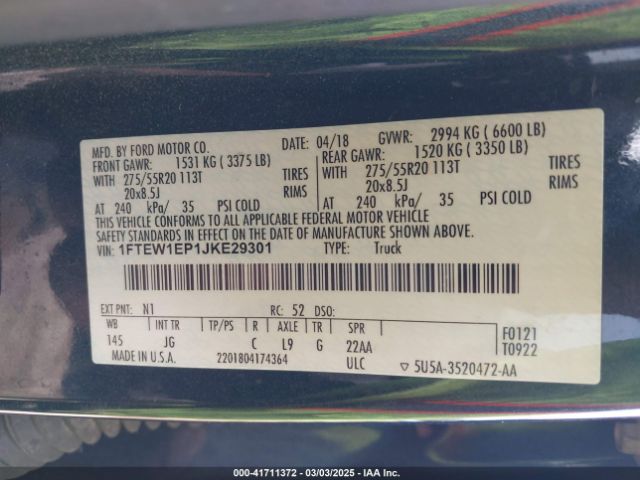 MFD. BY FORD MOTOR CO. DATE: 04/18 GVWR: 2994 KG ( 6600 LB)
FRONT GAWR: 1531 KG ( 3375 LB) REAR GAWR: 1520 KG ( 3350 LB)
WITH 275/55R20 113T TIRES WITH 275/55R20 113T TIRES
20x8.5J RIMS 20x8.5J RIMS
AT 240 kPa/ 35 PSI COLD AT 240 kPa/ 35 PSI COLD
THIS VEHICLE CONFORMS TO ALL APPLICABLE FEDERAL MOTOR VEHICLE
SAFETY STANDARDS IN EFFECT ON THE DATE OF MANUFACTURE SHOWN ABOVE.
VIN: 1FTEW1EP1JKE29301 TYPE: Truck
EXT PNT: N1 RC: 52 DSO:
WB INT TR TP/PS R AXLE TR SPR F0121
145 JG C L9 G 22AA T0922
MADE IN U.S.A. 2201804174364 ULC ▽ 5U5A-3520472-AA
000-41711372 | 03/03/2025 - IAA Inc.